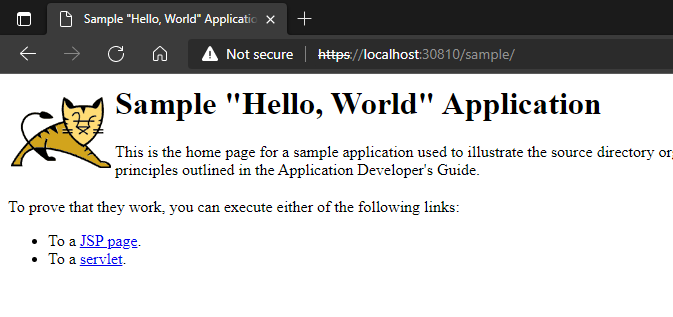 Sample "Hello, World" Applicatio
Not secure | https://localhost:30810/sample/
Sample "Hello, World" Application
This is the home page for a sample application used to illustrate the source directory or
principles outlined in the Application Developer's Guide.
To prove that they work, you can execute either of the following links:
• To a JSP page.
• To a servlet.